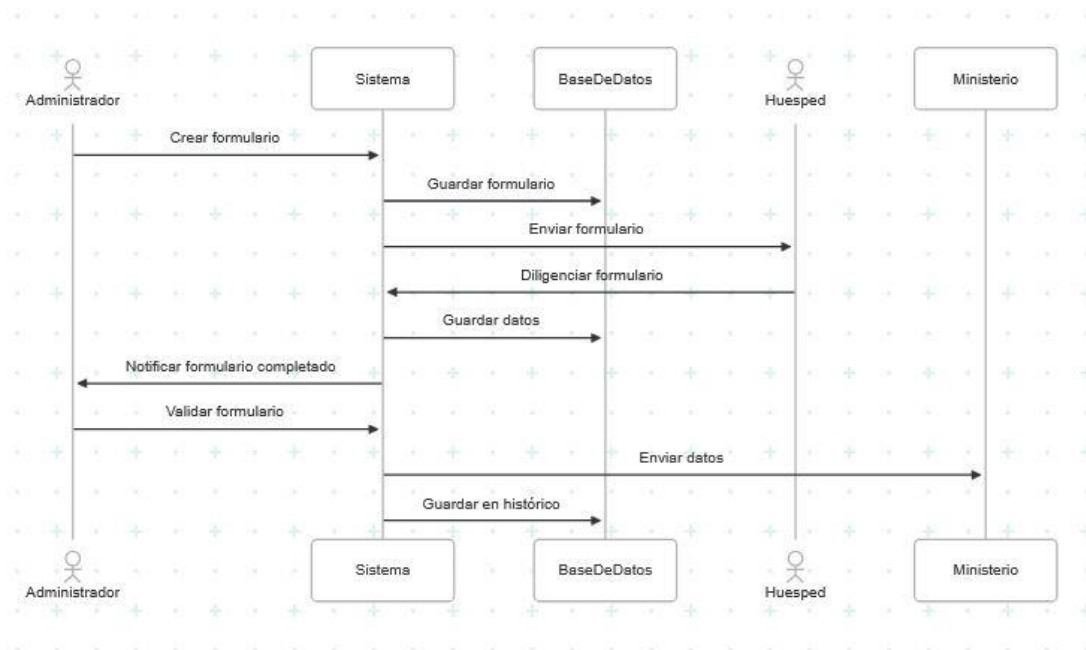 Sistema
BaseDeDatos
Ministerio
Administrador
Huesped
Crear formulario
Guardar formulario
Enviar formulario
Diligenciar formulario
Guardar datos
Notificar formulario completado
Validar formulario
Enviar datos
Guardar en histórico
Sistema
BaseDeDatos
Ministerio
Administrador
Huesped